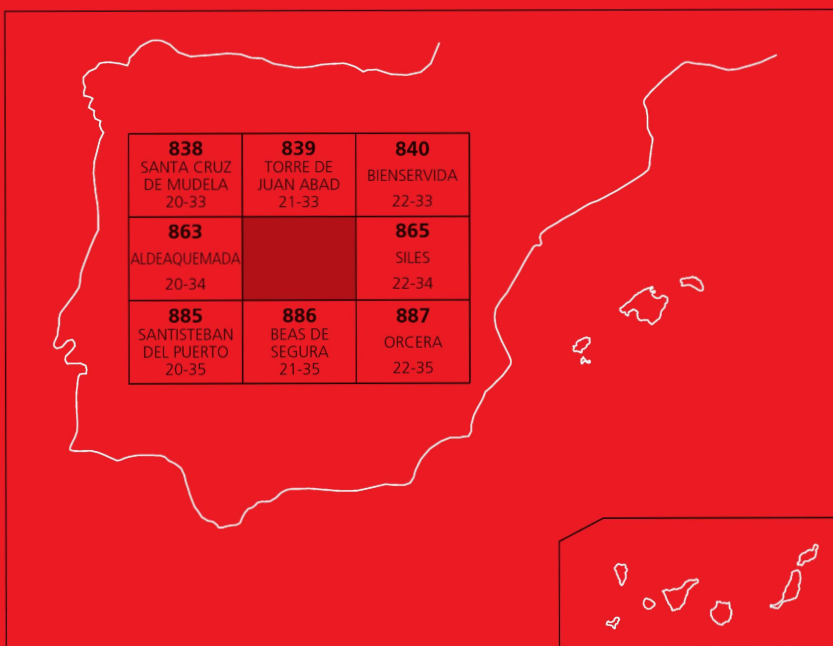 838
SANTA CRUZ
DE MUDELA
20-33
839
TORRE DE
JUAN ABAD
21-33
840
BIENSERVIDA
22-33
863
ALDEAQUEMADA
20-34
865
SILES
22-34
885
SANTISTEBAN
DEL PUERTO
20-35
886
BEAS DE
SEGURA
21-35
887
ORCERA
22-35